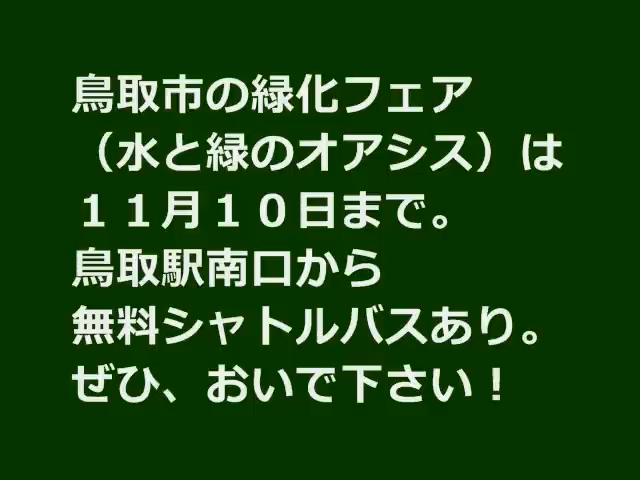 鳥取市の緑化フェア
（水と緑のオアシス）は
１１月１０日まで。
鳥取駅南口から
無料シャトルバスあり。
ぜひ、おいで下さい！